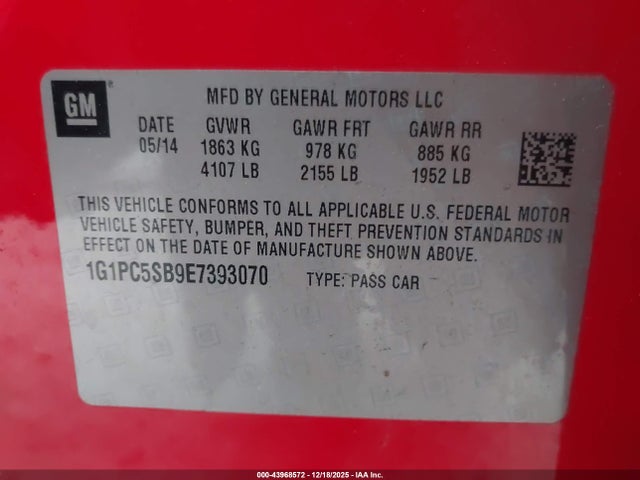 GM
MFD BY GENERAL MOTORS LLC
DATE GVWR GAWR FRT GAWR RR
05/14 1863 KG 978 KG 885 KG
4107 LB 2155 LB 1952 LB
THIS VEHICLE CONFORMS TO ALL APPLICABLE U.S. FEDERAL MOTOR
VEHICLE SAFETY, BUMPER, AND THEFT PREVENTION STANDARDS IN
EFFECT ON THE DATE OF MANUFACTURE SHOWN ABOVE.
1G1PC5SB9E7393070 TYPE: PASS CAR
000-43968572 - 12/18/2025 - IAA Inc.